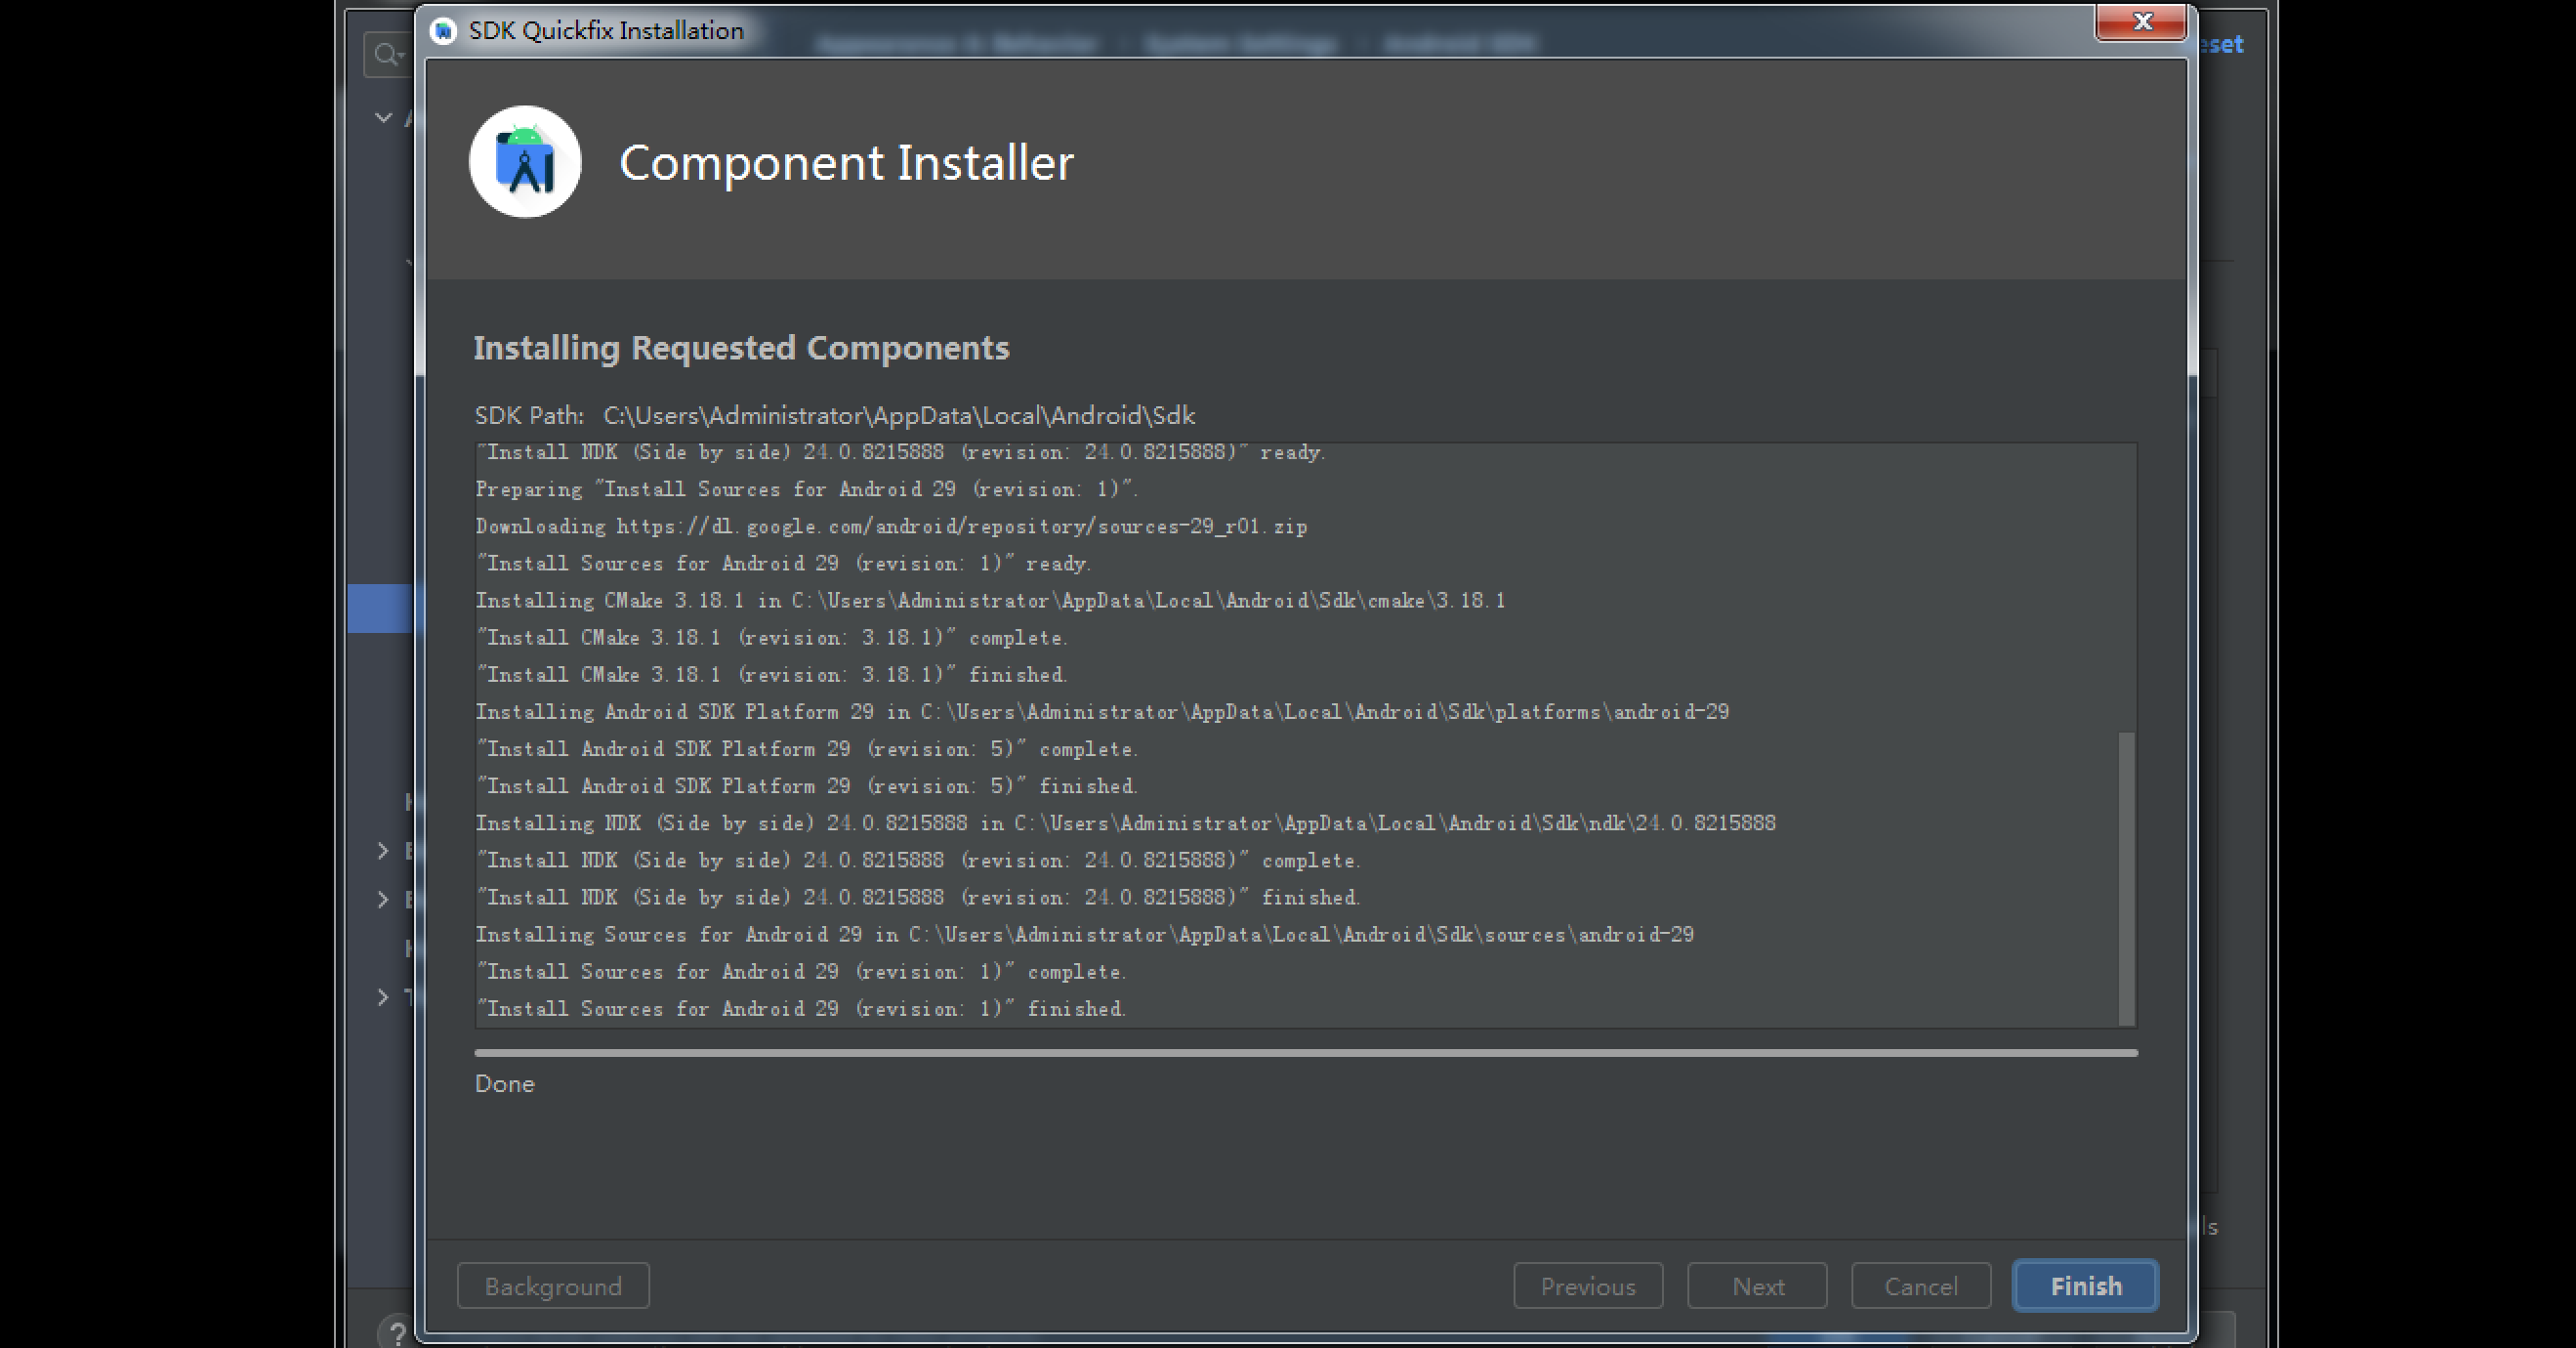 SDK Quickfix Installation
Component Installer
Installing Requested Components
SDK Path: C:\Users\Administrator\AppData\Local\Android\Sdk
"Install NDK (Side by side) 24.0.8215888 (revision: 24.0.8215888)" ready.
Preparing "Install Sources for Android 29 (revision: 1)".
Downloading https://dl.google.com/android/repository/sources-29_r01.zip
"Install Sources for Android 29 (revision: 1)" ready.
Installing CMake 3.18.1 in C:\Users\Administrator\AppData\Local\Android\Sdk\cmake\3.18.1
"Install CMake 3.18.1 (revision: 3.18.1)" complete.
"Install CMake 3.18.1 (revision: 3.18.1)" finished.
Installing Android SDK Platform 29 in C:\Users\Administrator\AppData\Local\Android\Sdk\platforms\android-29
"Install Android SDK Platform 29 (revision: 5)" complete.
"Install Android SDK Platform 29 (revision: 5)" finished.
Installing NDK (Side by side) 24.0.8215888 in C:\Users\Administrator\AppData\Local\Android\Sdk\ndk\24.0.8215888
"Install NDK (Side by side) 24.0.8215888 (revision: 24.0.8215888)" complete.
"Install NDK (Side by side) 24.0.8215888 (revision: 24.0.8215888)" finished.
Installing Sources for Android 29 in C:\Users\Administrator\AppData\Local\Android\Sdk\sources\android-29
"Install Sources for Android 29 (revision: 1)" complete.
"Install Sources for Android 29 (revision: 1)" finished.
Done
Background
Previous
Next
Cancel
Finish
?